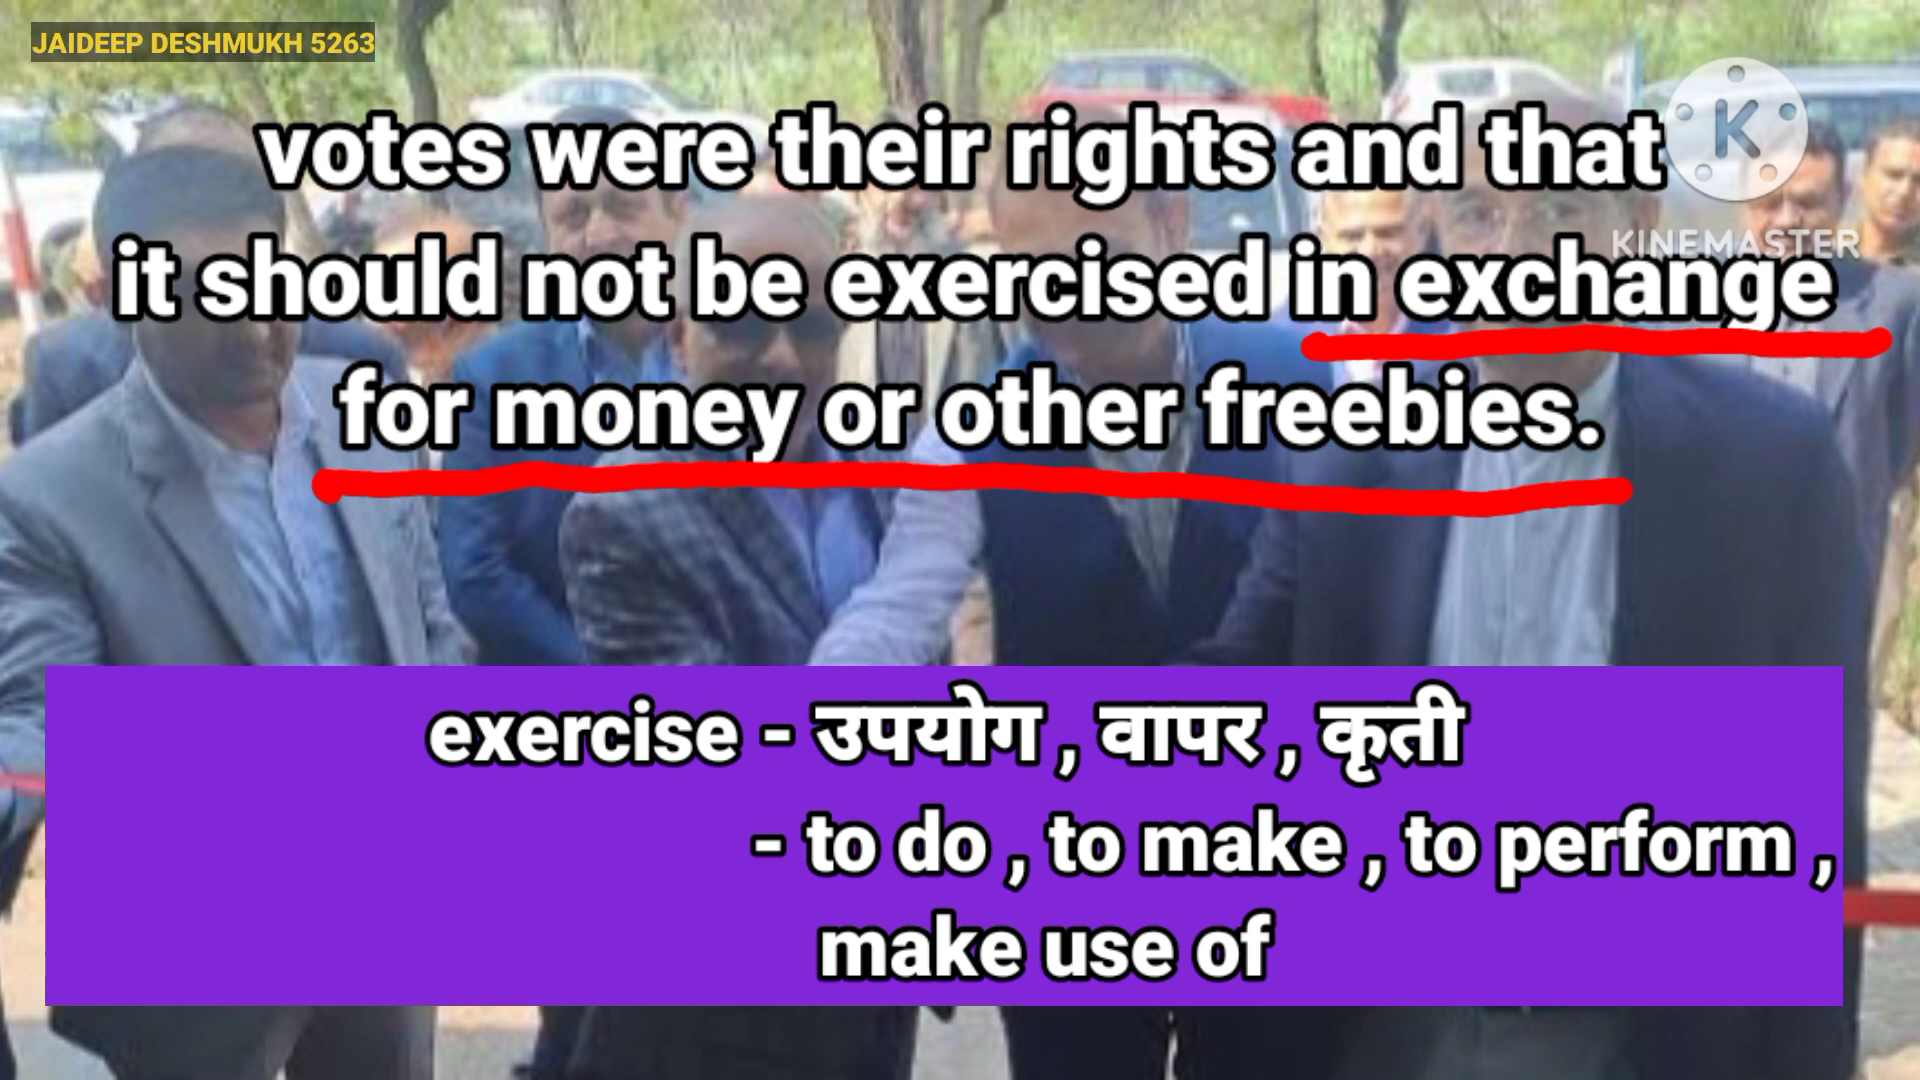 JAIDEEP DESHMUKH 5263
votes were their rights and that
K
KINEMASTER
it should not be exercised in exchange
for money or other freebies.
exercise - उपयोग , वापर , कृती
- to do , to make , to perform ,
make use of